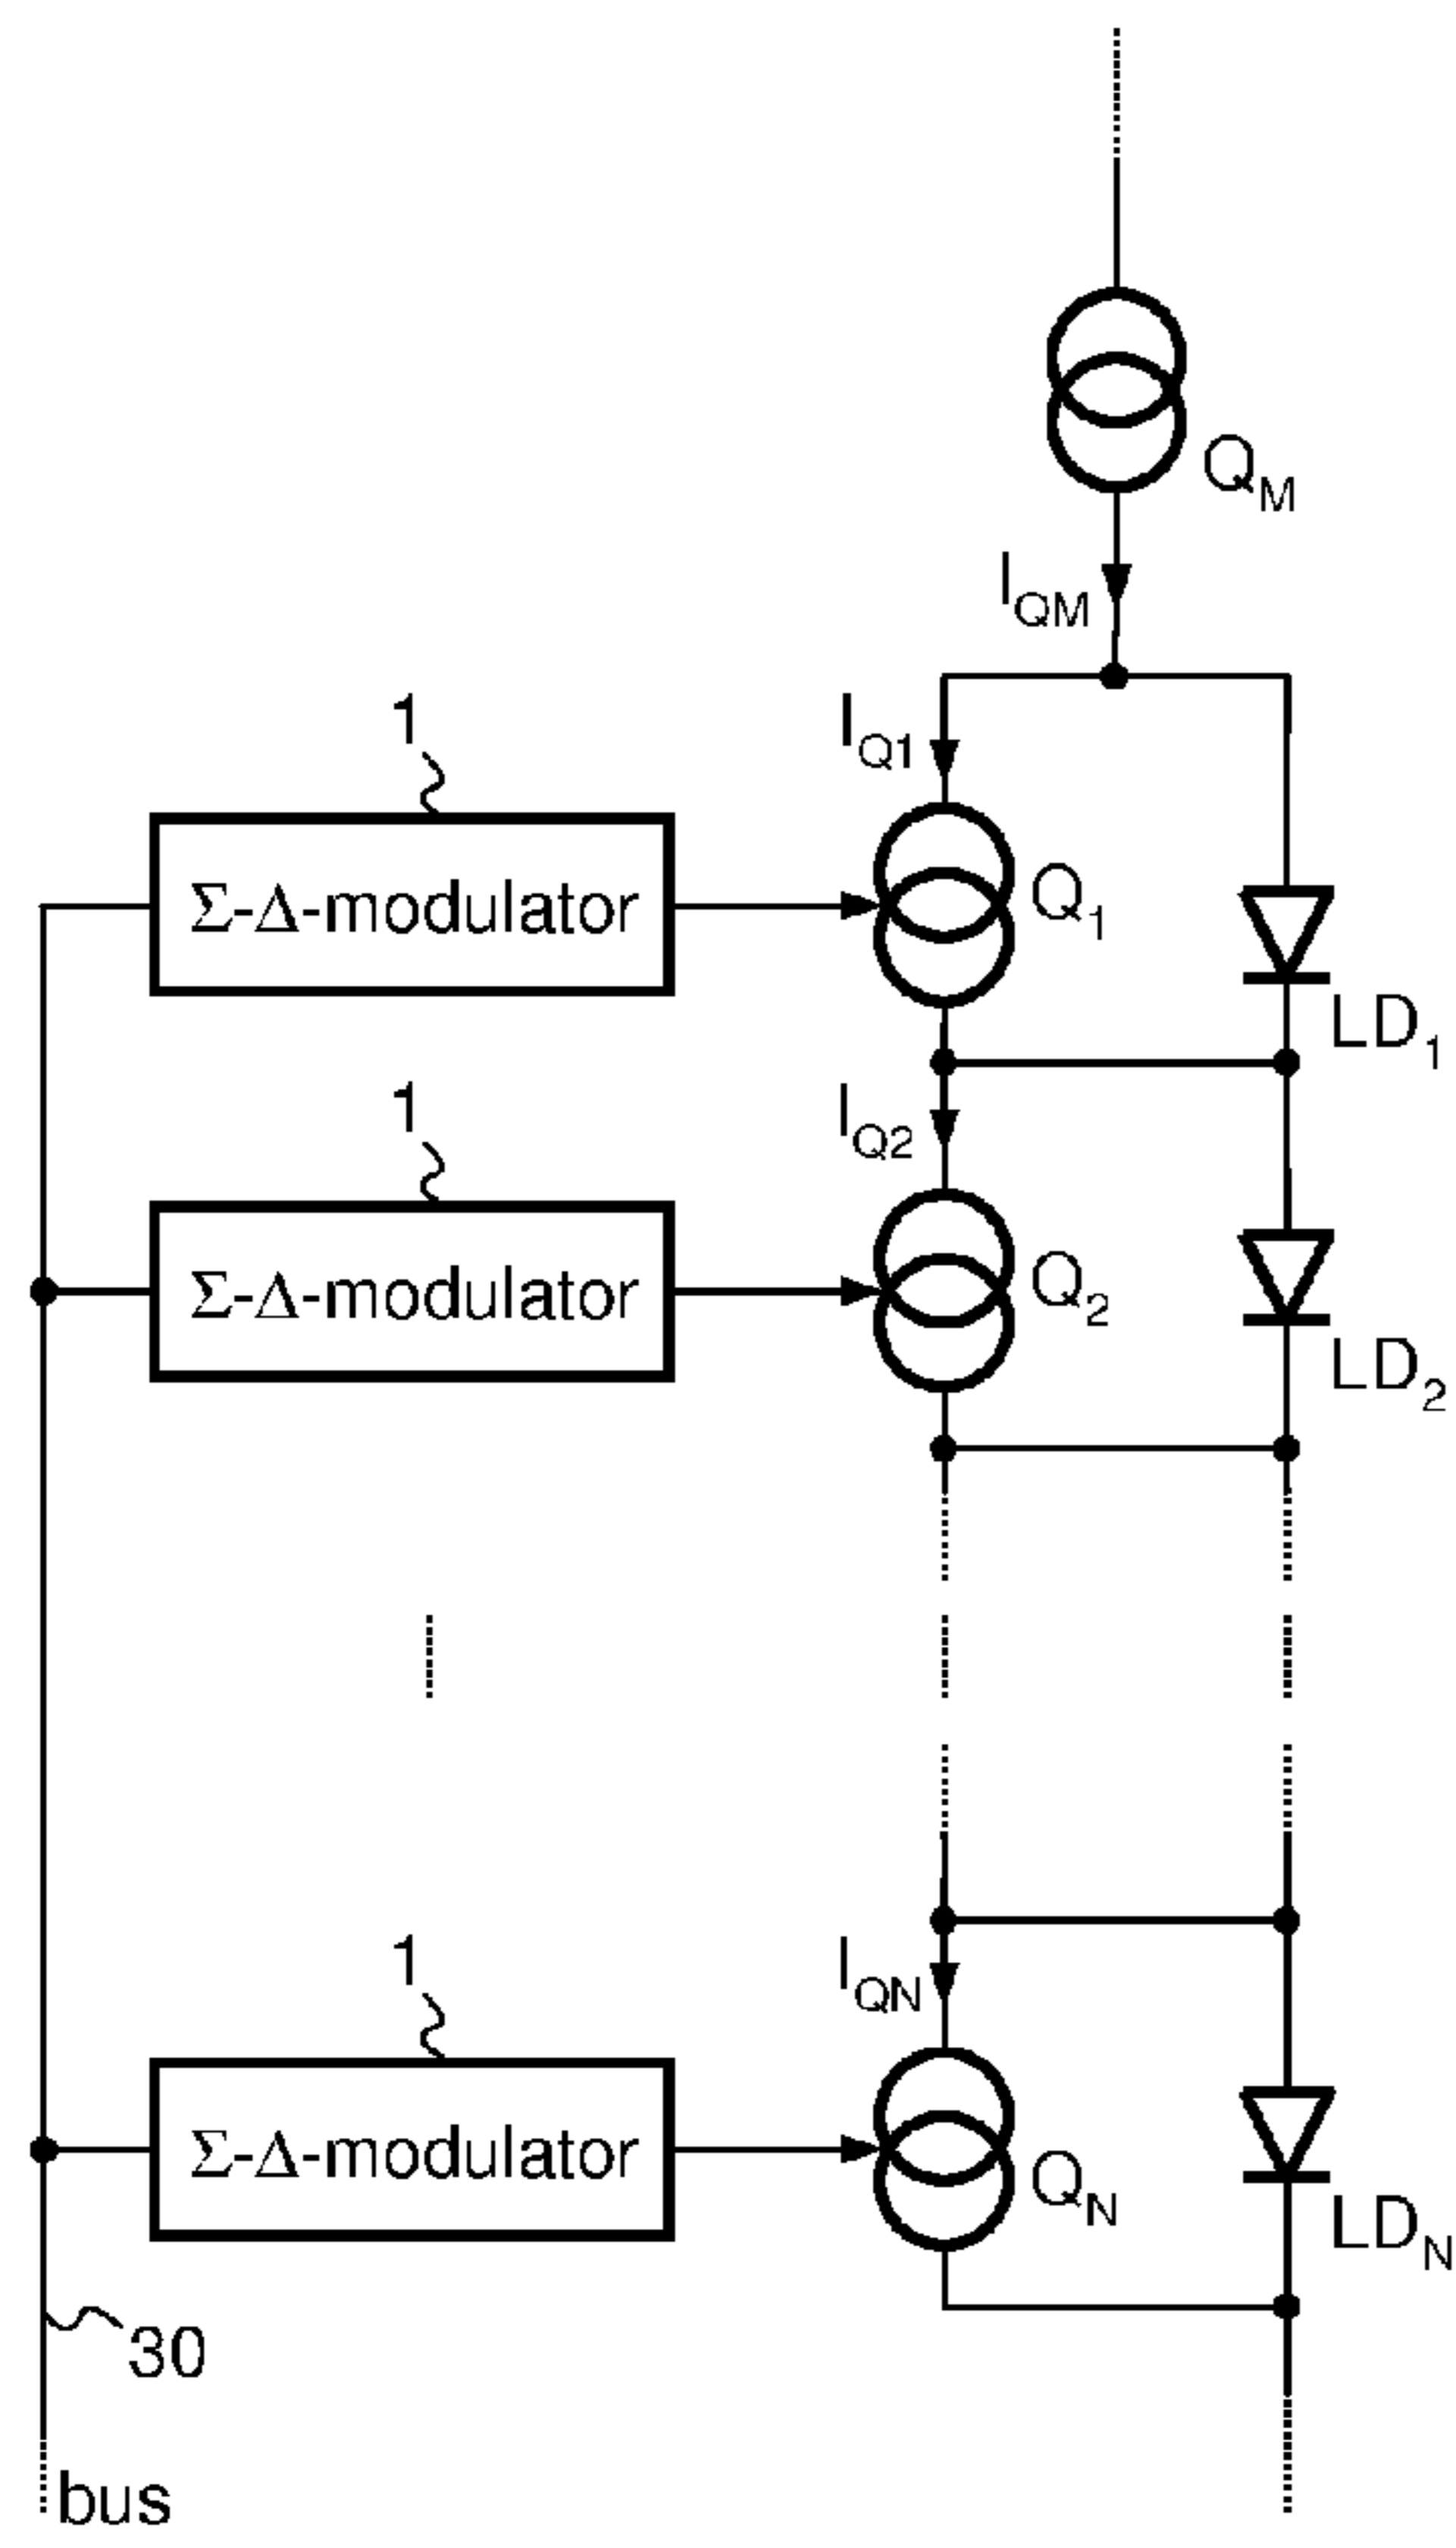 Q_M
I_QM
1
I_Q1
Σ-Δ-modulator
Q_1
LD_1
1
I_Q2
Σ-Δ-modulator
Q_2
LD_2
1
I_QN
Σ-Δ-modulator
Q_N
LD_N
30
bus